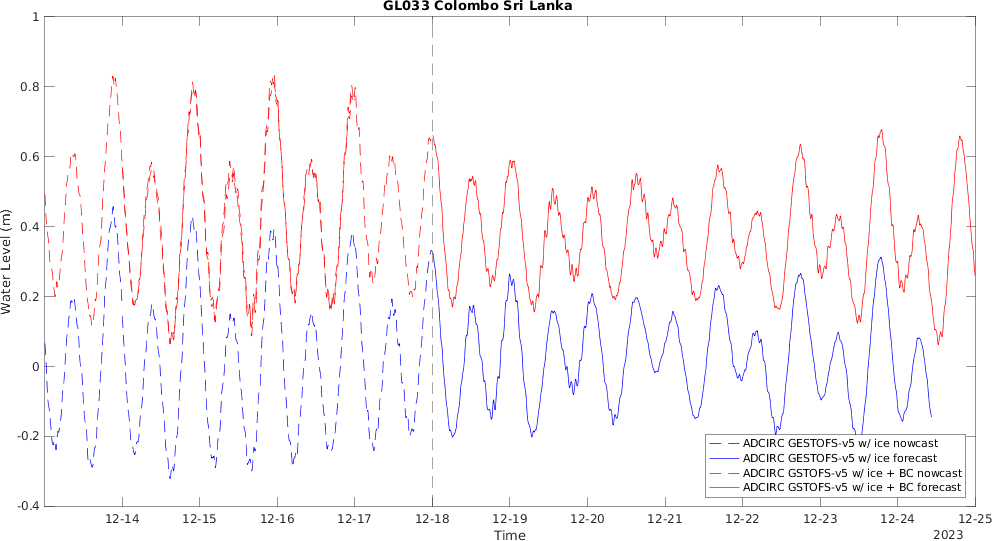 GL033 Colombo Sri Lanka
1
0.8
0.6
0.4
0.2
0
-0.2
-0.4
Water Level (m)
ADCIRC GESTOFS-v5 w/ ice nowcast
ADCIRC GESTOFS-v5 w/ ice forecast
ADCIRC GSTOFS-v5 w/ ice + BC nowcast
ADCIRC GSTOFS-v5 w/ ice + BC forecast
12-14 12-15 12-16 12-17 12-18 12-19 12-20 12-21 12-22 12-23 12-24 12-25
Time
2023